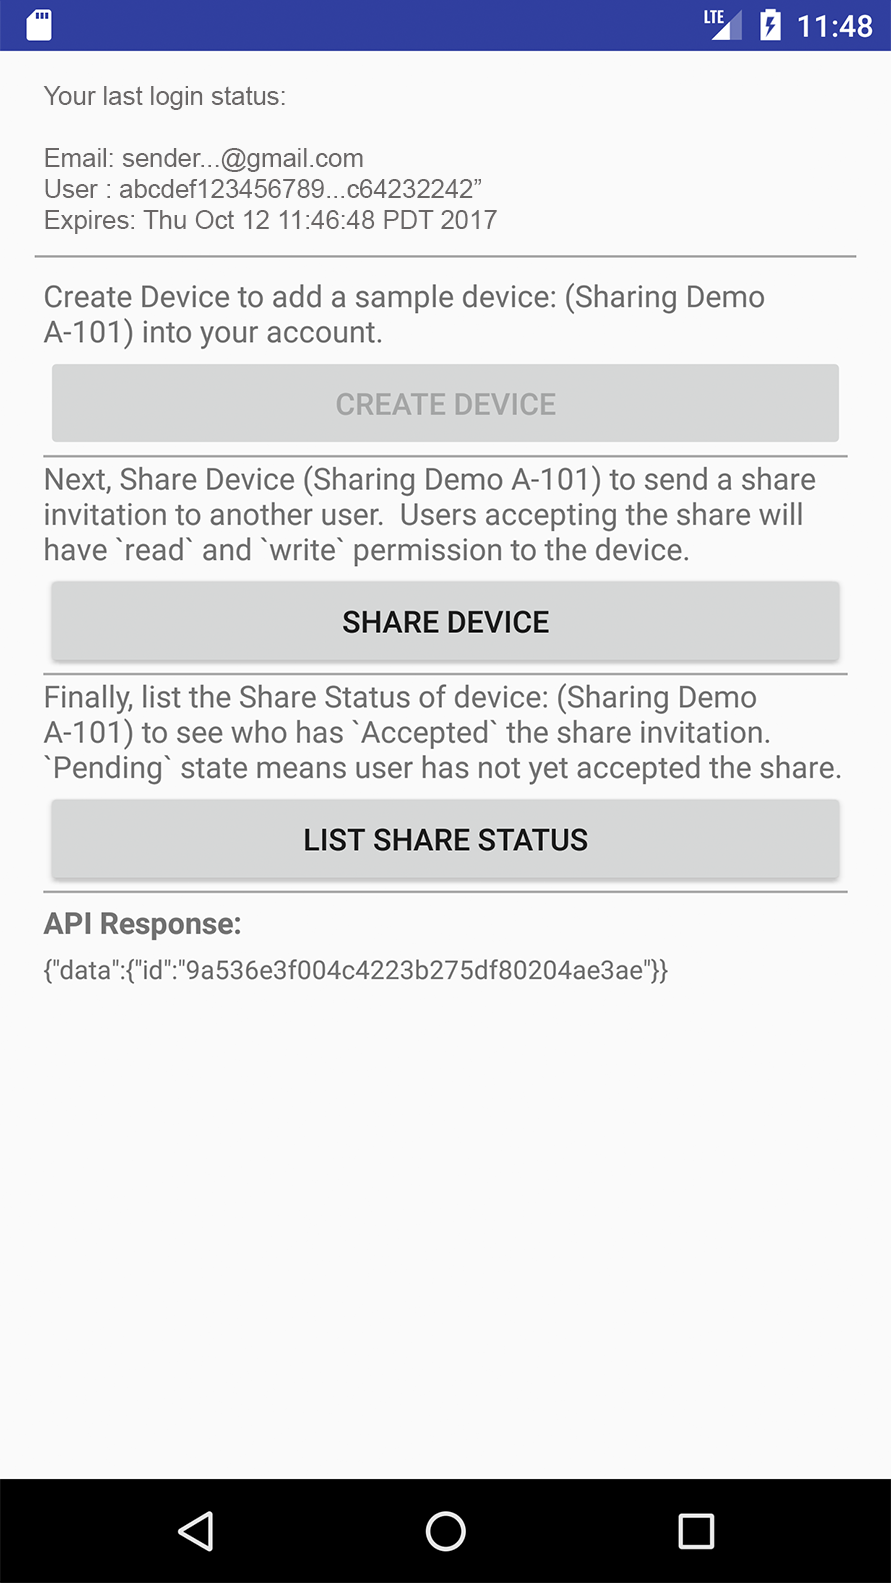 LTE 11:48
Your last login status:
Email: sender...@gmail.com
User : abcdef123456789...c64232242”
Expires: Thu Oct 12 11:46:48 PDT 2017
Create Device to add a sample device: (Sharing Demo
A-101) into your account.
CREATE DEVICE
Next, Share Device (Sharing Demo A-101) to send a share
invitation to another user.  Users accepting the share will
have `read` and `write` permission to the device.
SHARE DEVICE
Finally, list the Share Status of device: (Sharing Demo
A-101) to see who has `Accepted` the share invitation.
`Pending` state means user has not yet accepted the share.
LIST SHARE STATUS
API Response:
{"data":{"id":"9a536e3f004c4223b275df80204ae3ae"}}